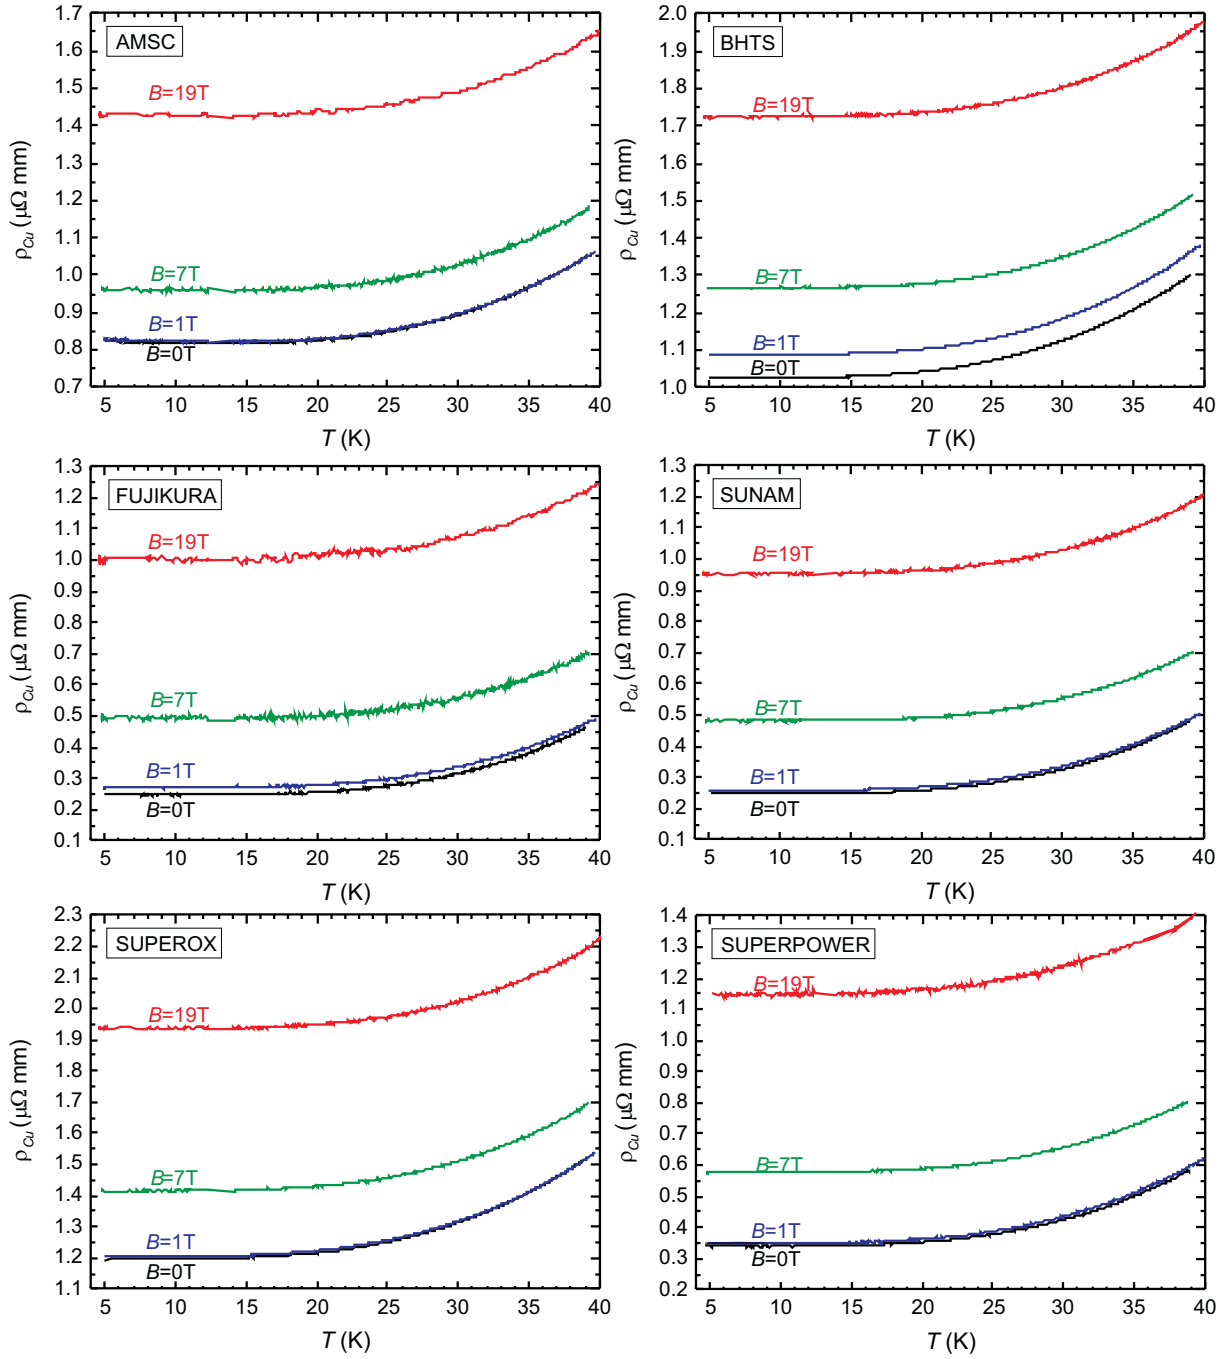 AMSC
B=19T
B=7T
B=1T
B=0T
1.7
1.6
1.5
1.4
1.3
1.2
1.1
1.0
0.9
0.8
0.7
ρCu (μΩ mm)
5 10 15 20 25 30 35 40
T (K)
BHTS
B=19T
B=7T
B=1T
B=0T
2.0
1.9
1.8
1.7
1.6
1.5
1.4
1.3
1.2
1.1
1.0
ρCu (μΩ mm)
5 10 15 20 25 30 35 40
T (K)
FUJIKURA
B=19T
B=7T
B=1T
B=0T
1.3
1.2
1.1
1.0
0.9
0.8
0.7
0.6
0.5
0.4
0.3
0.2
0.1
ρCu (μΩ mm)
5 10 15 20 25 30 35 40
T (K)
SUNAM
B=19T
B=7T
B=1T
B=0T
1.3
1.2
1.1
1.0
0.9
0.8
0.7
0.6
0.5
0.4
0.3
0.2
0.1
ρCu (μΩ mm)
5 10 15 20 25 30 35 40
T (K)
SUPEROX
B=19T
B=7T
B=1T
B=0T
2.3
2.2
2.1
2.0
1.9
1.8
1.7
1.6
1.5
1.4
1.3
1.2
1.1
ρCu (μΩ mm)
5 10 15 20 25 30 35 40
T (K)
SUPERPOWER
B=19T
B=7T
B=1T
B=0T
1.4
1.3
1.2
1.1
1.0
0.9
0.8
0.7
0.6
0.5
0.4
0.3
0.2
ρCu (μΩ mm)
5 10 15 20 25 30 35 40
T (K)